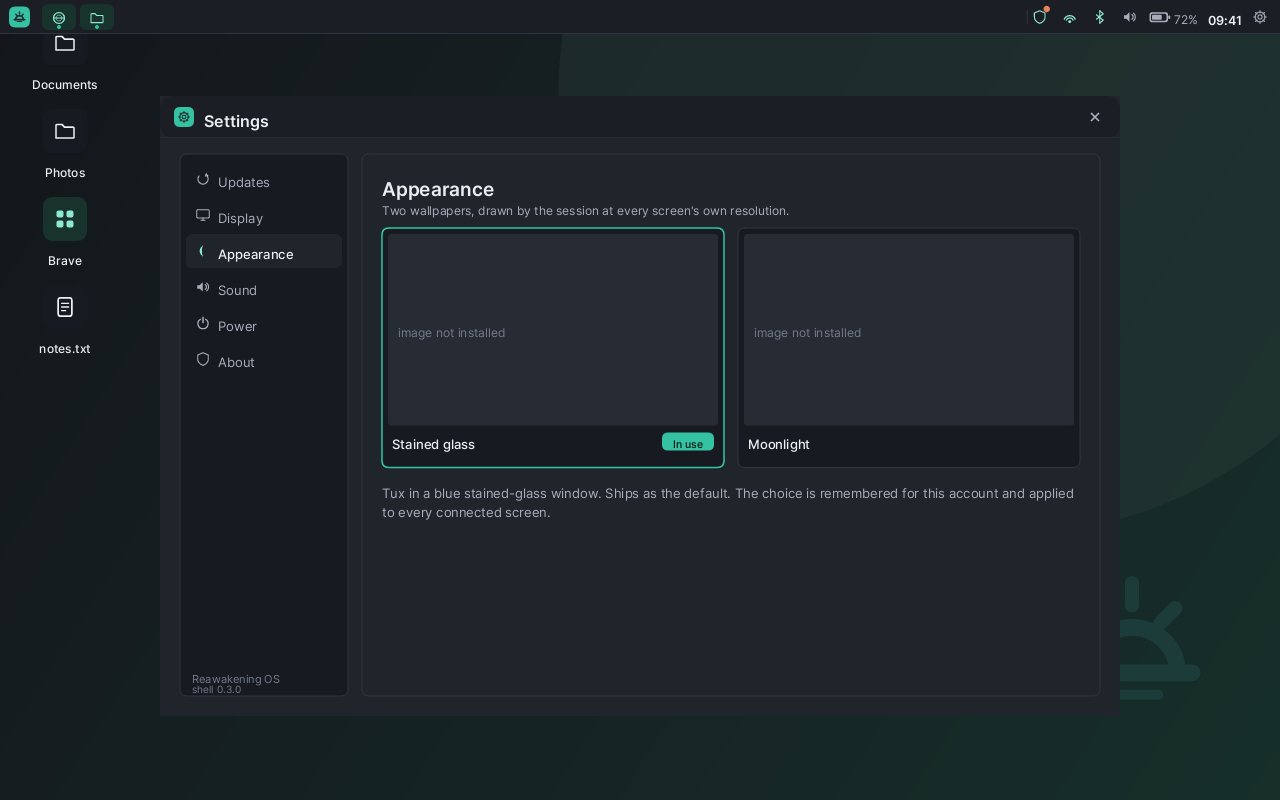 72%
09:41
Documents
Photos
Brave
notes.txt
Settings
Updates
Display
Appearance
Sound
Power
About
Reawakening OS
shell 0.3.0
Appearance
Two wallpapers, drawn by the session at every screen's own resolution.
image not installed
Stained glass
In use
image not installed
Moonlight
Tux in a blue stained-glass window. Ships as the default. The choice is remembered for this account and applied
to every connected screen.